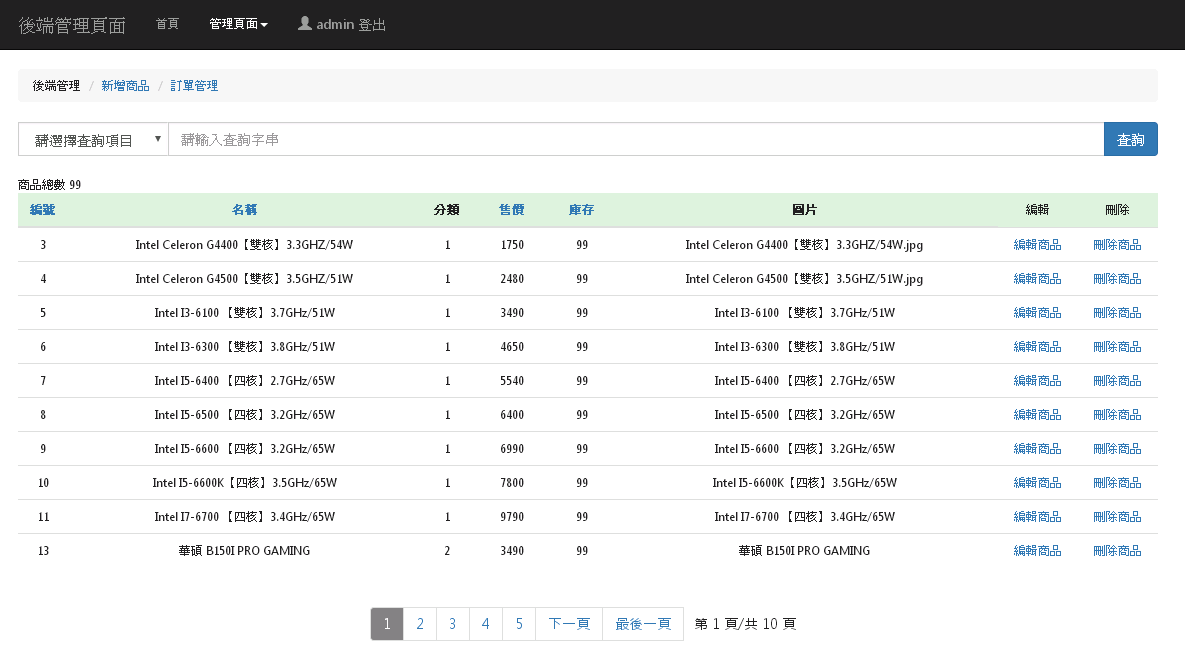 後端管理頁面 首頁 管理頁面 admin 登出
後端管理 / 新增商品 / 訂單管理
請選擇查詢項目 請輸入查詢字串 查詢
商品總數 99
編號 名稱 分類 售價 庫存 圖片 編輯 刪除
3 Intel Celeron G4400【雙核】3.3GHZ/54W 1 1750 99 Intel Celeron G4400【雙核】3.3GHZ/54W.jpg 編輯商品 刪除商品
4 Intel Celeron G4500【雙核】3.5GHZ/51W 1 2480 99 Intel Celeron G4500【雙核】3.5GHZ/51W.jpg 編輯商品 刪除商品
5 Intel I3-6100 【雙核】3.7GHz/51W 1 3490 99 Intel I3-6100 【雙核】3.7GHz/51W 編輯商品 刪除商品
6 Intel I3-6300 【雙核】3.8GHz/51W 1 4650 99 Intel I3-6300 【雙核】3.8GHz/51W 編輯商品 刪除商品
7 Intel I5-6400 【四核】2.7GHz/65W 1 5540 99 Intel I5-6400 【四核】2.7GHz/65W 編輯商品 刪除商品
8 Intel I5-6500 【四核】3.2GHz/65W 1 6400 99 Intel I5-6500 【四核】3.2GHz/65W 編輯商品 刪除商品
9 Intel I5-6600 【四核】3.2GHz/65W 1 6990 99 Intel I5-6600 【四核】3.2GHz/65W 編輯商品 刪除商品
10 Intel I5-6600K【四核】3.5GHz/65W 1 7800 99 Intel I5-6600K【四核】3.5GHz/65W 編輯商品 刪除商品
11 Intel I7-6700 【四核】3.4GHz/65W 1 9790 99 Intel I7-6700 【四核】3.4GHz/65W 編輯商品 刪除商品
13 華碩 B150I PRO GAMING 2 3490 99 華碩 B150I PRO GAMING 編輯商品 刪除商品
1 2 3 4 5 下一頁 最後一頁 第 1 頁/共 10 頁